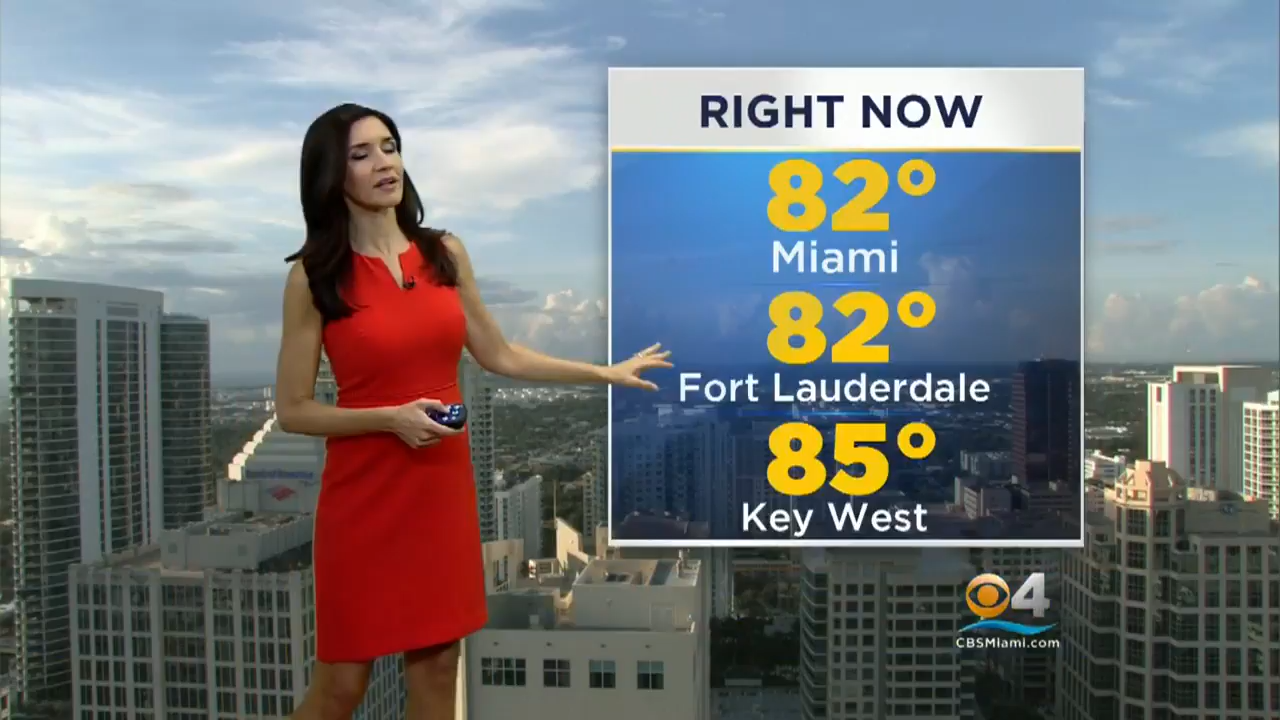 RIGHT NOW
82°
Miami
82°
Fort Lauderdale
85°
Key West
4
CBSMiami.com